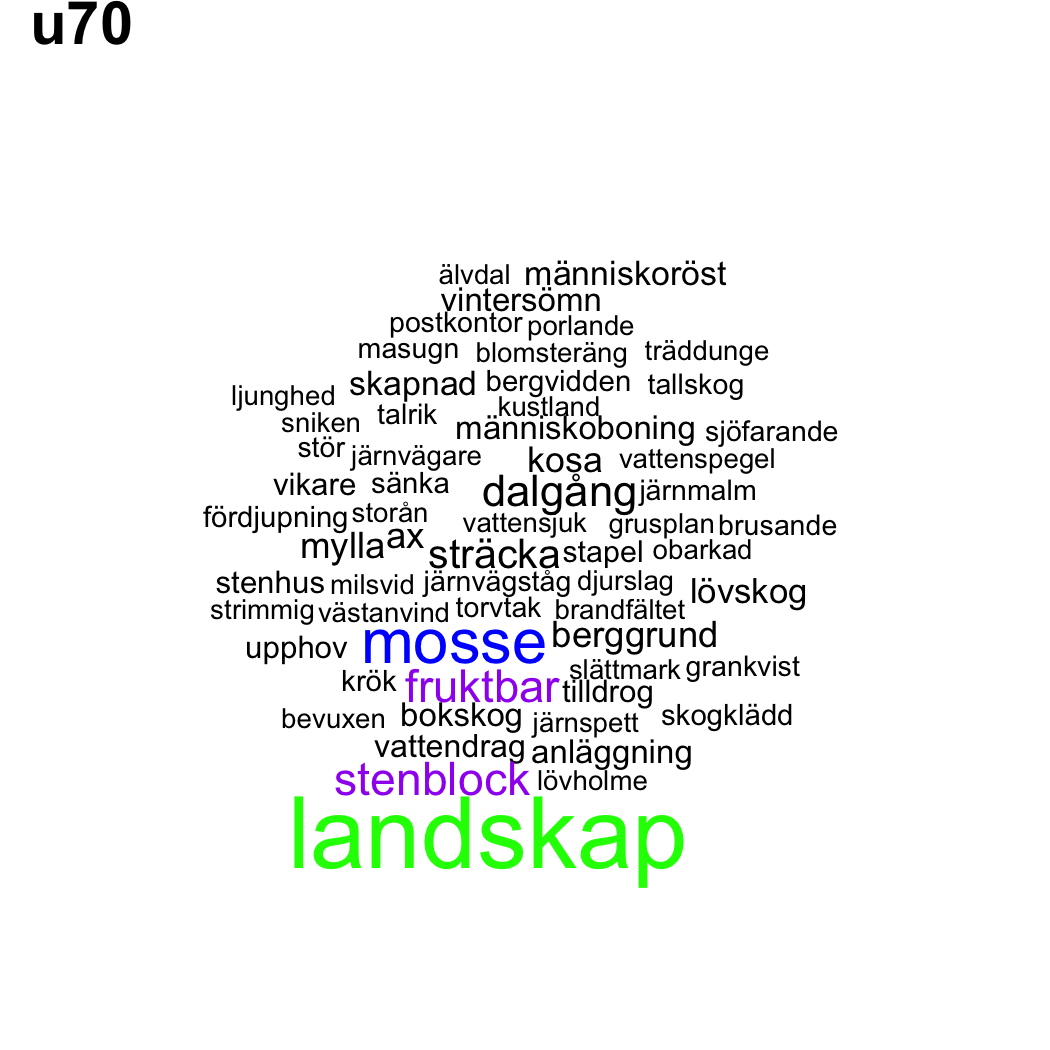 u70
älvdal människoröst
vintersömn
postkontor porlande
masugn blomsteräng träddunge
skapnad bergvidden tallskog
ljunghed talrik kustland
sniken människoboning sjöfarande
stör järnvägare kosa vattenspegel
vikare sänka dalgång järnmalm
fördjupning storån vattensjuk grusplan brusande
mylla ax sträcka stapel obarkad
stenhus milsvid järnvägståg djurslag lövskog
strimmig västanvind torvtak brandfältet
upphov mosse berggrund
krök fruktbar tilldrog slättmark grankvist
bevuxen bokskog järnspett skogklädd
vattendrag anläggning
stenblock lövholme
landskap